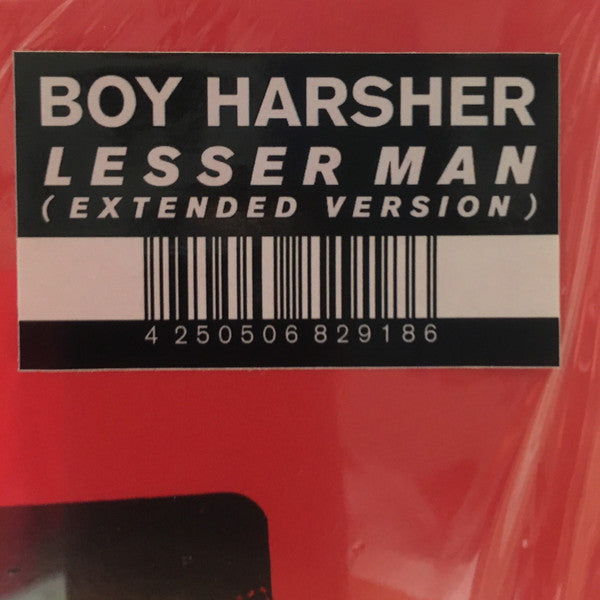 BOY HARSHER
LESSER MAN
(EXTENDED VERSION)
4 250506 829186